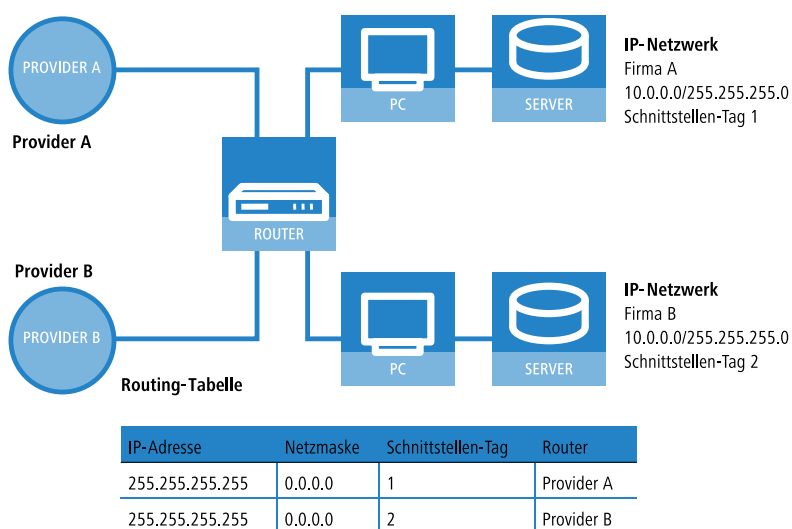 PROVIDER A
Provider A
PC
SERVER
IP-Netzwerk
Firma A
10.0.0.0/255.255.255.0
Schnittstellen-Tag 1
ROUTER
Provider B
PROVIDER B
PC
SERVER
IP-Netzwerk
Firma B
10.0.0.0/255.255.255.0
Schnittstellen-Tag 2
Routing-Tabelle
IP-Adresse Netzmaske Schnittstellen-Tag Router
255.255.255.255 0.0.0.0 1 Provider A
255.255.255.255 0.0.0.0 2 Provider B